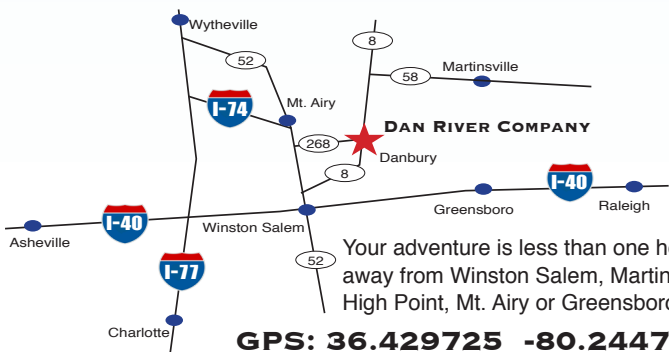 Wytheville
8
52
Martinsville
58
I-74
Mt. Airy
DAN RIVER COMPANY
268
Danbury
8
I-40
Greensboro
Raleigh
I-40
Winston Salem
Asheville
Your adventure is less than one
away from Winston Salem,
52
I-77
High Point, Mt. Airy or
Charlotte
GPS: 36.429725 -80.2447